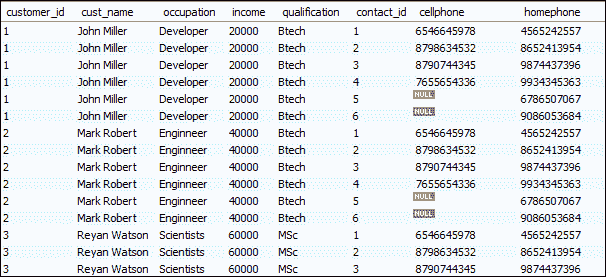 customer_id cust_name occupation income qualification contact_id cellphone homephone
1 John Miller Developer 20000 Btech 1 6546645978 4565242557
1 John Miller Developer 20000 Btech 2 8798634532 8652413954
1 John Miller Developer 20000 Btech 3 8790744345 9874437396
1 John Miller Developer 20000 Btech 4 7655654336 9934345363
1 John Miller Developer 20000 Btech 5 NULL 6786507067
1 John Miller Developer 20000 Btech 6 NULL 9086053684
2 Mark Robert Enginneer 40000 Btech 1 6546645978 4565242557
2 Mark Robert Enginneer 40000 Btech 2 8798634532 8652413954
2 Mark Robert Enginneer 40000 Btech 3 8790744345 9874437396
2 Mark Robert Enginneer 40000 Btech 4 7655654336 9934345363
2 Mark Robert Enginneer 40000 Btech 5 NULL 6786507067
2 Mark Robert Enginneer 40000 Btech 6 NULL 9086053684
3 Reyan Watson Scientists 60000 MSc 1 6546645978 4565242557
3 Reyan Watson Scientists 60000 MSc 2 8798634532 8652413954
3 Reyan Watson Scientists 60000 MSc 3 8790744345 9874437396